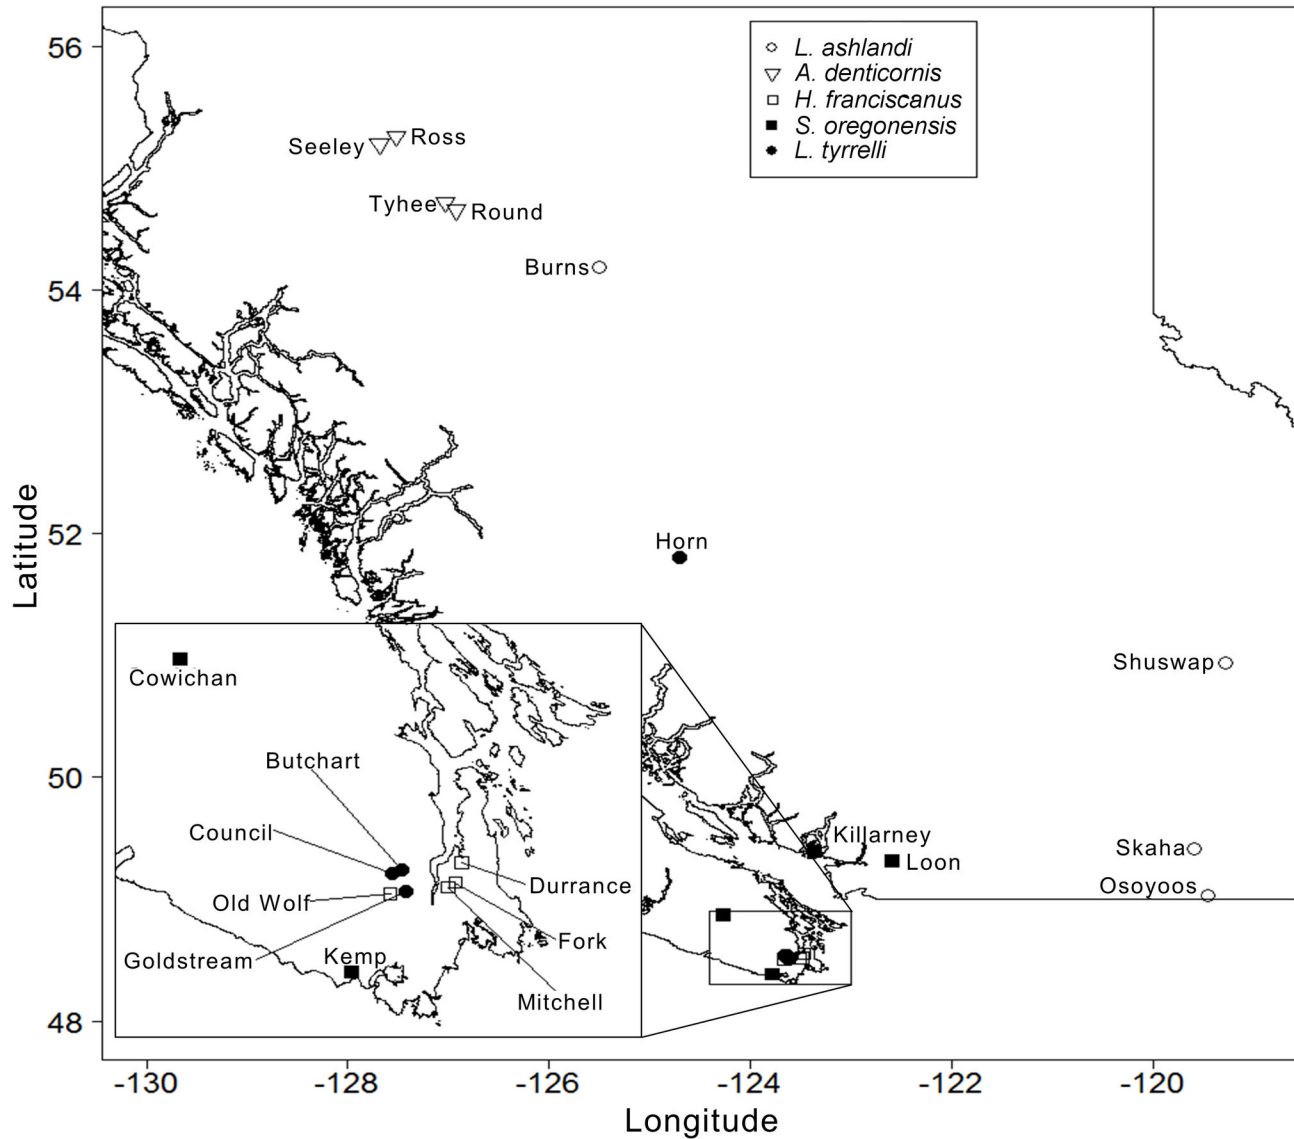 56
54
52
50
48
Latitude
-130
-128
-126
-124
-122
-120
Longitude
L. ashlandi
A. denticornis
H. franciscanus
S. oregonensis
L. tyrrelli
Seeley
Ross
Tyhee
Round
Burns
Horn
Shuswap
Killarney
Loon
Skaha
Osoyoos
Cowichan
Butchart
Council
Old Wolf
Goldstream
Kemp
Durrance
Fork
Mitchell